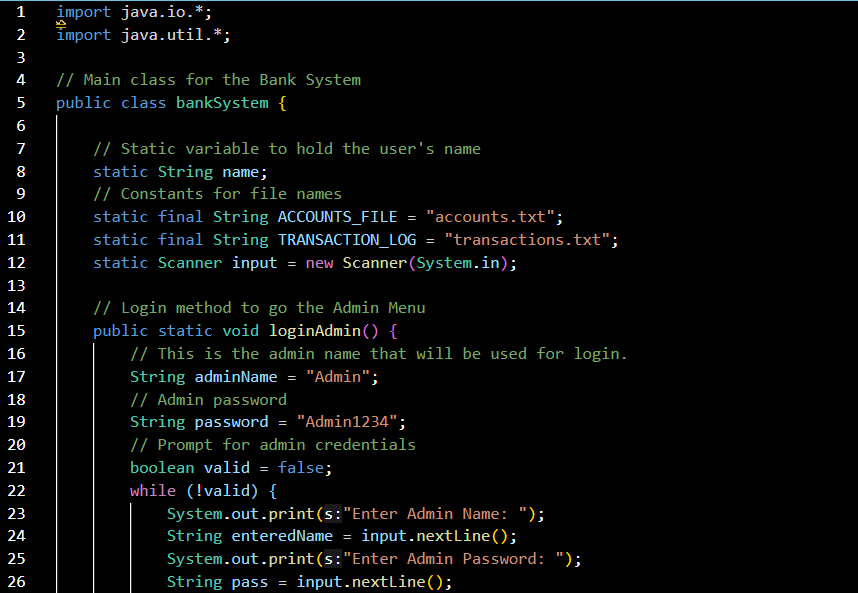 1 import java.io.*;
2 import java.util.*;
3
4 // Main class for the Bank System
5 public class bankSystem {
6
7 // Static variable to hold the user's name
8 static String name;
9 // Constants for file names
10 static final String ACCOUNTS_FILE = "accounts.txt";
11 static final String TRANSACTION_LOG = "transactions.txt";
12 static Scanner input = new Scanner(System.in);
13
14 // Login method to go the Admin Menu
15 public static void loginAdmin() {
16 // This is the admin name that will be used for login.
17 String adminName = "Admin";
18 // Admin password
19 String password = "Admin1234";
20 // Prompt for admin credentials
21 boolean valid = false;
22 while (!valid) {
23 System.out.print(s:"Enter Admin Name: ");
24 String enteredName = input.nextLine();
25 System.out.print(s:"Enter Admin Password: ");
26 String pass = input.nextLine();